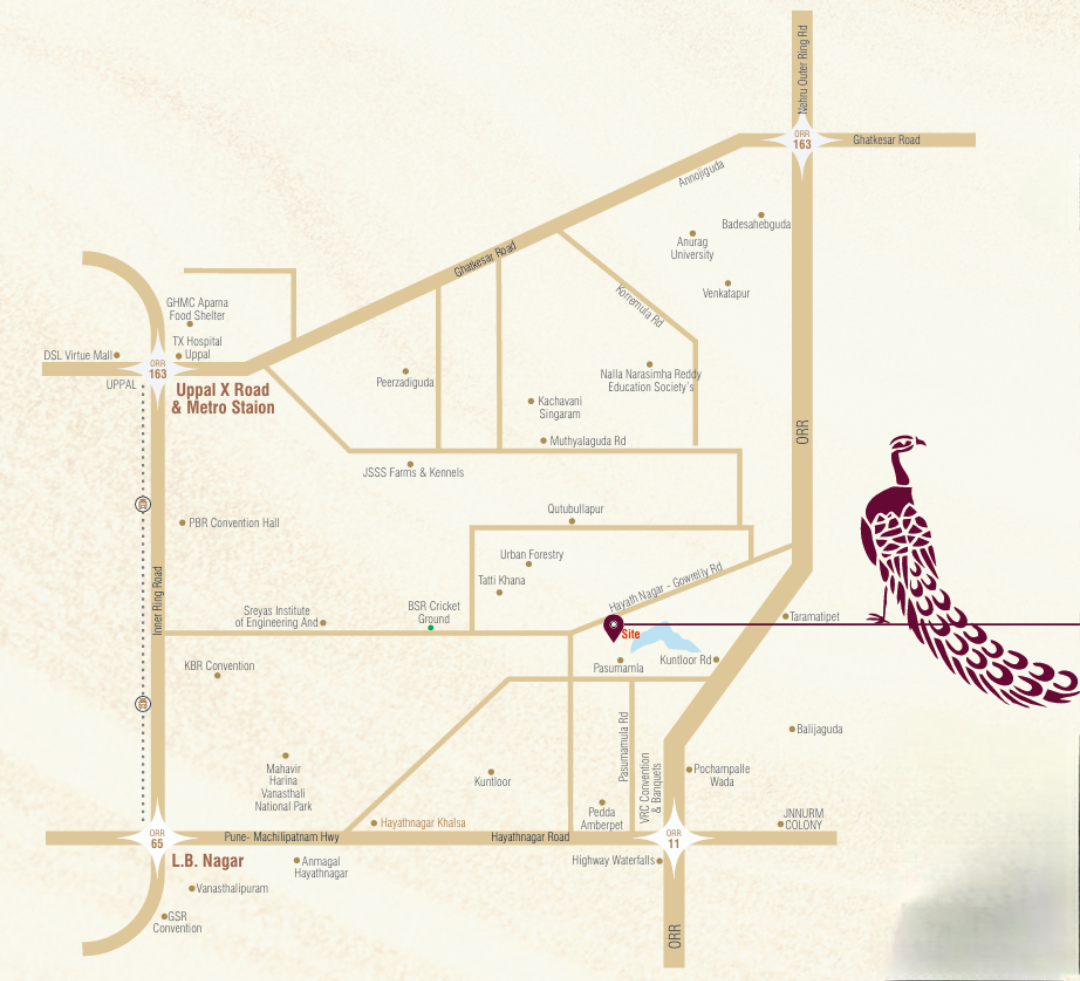 Nehru Outer Ring Rd
ORR
163
Ghatkesar Road
Annojiguda
Badesahebguda
Anurag
University
Ghatkesar Road
Venkatapur
Korremula Rd
GHMC Aparna
Food Shelter
TX Hospital
Uppal
DSL Virtue Mall
ORR
163
UPPAL
Uppal X Road
& Metro Staion
Peerzadiguda
Nalla Narasimha Reddy
Education Society's
Kachavani
Singaram
Muthyalaguda Rd
ORR
JSSS Farms & Kennels
Qutubullapur
PBR Convention Hall
Urban Forestry
Tatti Khana
Hayath Nagar - Gowrelly Rd
Inner Ring Road
Sreyas Institute
of Engineering And
BSR Cricket
Ground
Site
Taramatipet
KBR Convention
Pasumamla
Kuntloor Rd
Pasumamula Rd
VRC Convention
& Banquets
Balijaguda
Mahavir
Harina
Vanasthali
National Park
Kuntloor
Pochampalle
Wada
Pedda
Amberpet
Hayathnagar Khalsa
JNNURM
COLONY
ORR
65
Pune- Machilipatnam Hwy
Hayathnagar Road
ORR
11
L.B. Nagar
Anmagal
Hayathnagar
Highway Waterfalls
Vanasthalipuram
GSR
Convention
ORR